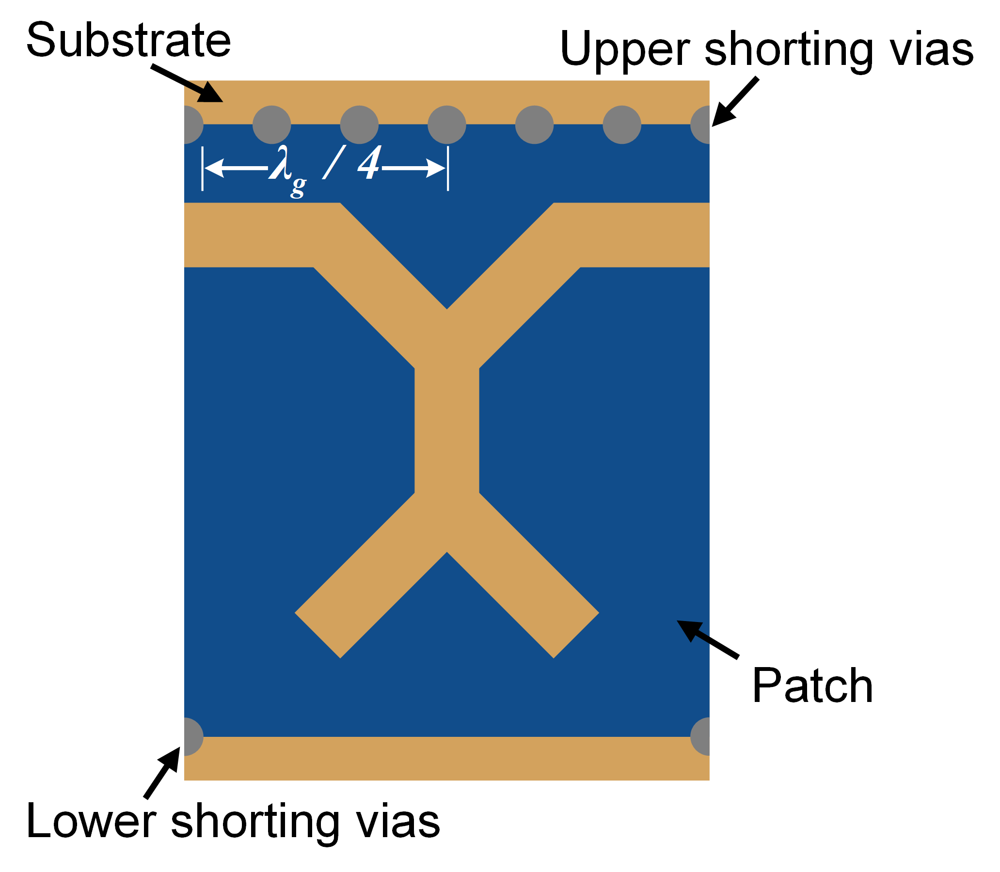 Substrate
Upper shorting vias
λg / 4
Patch
Lower shorting vias